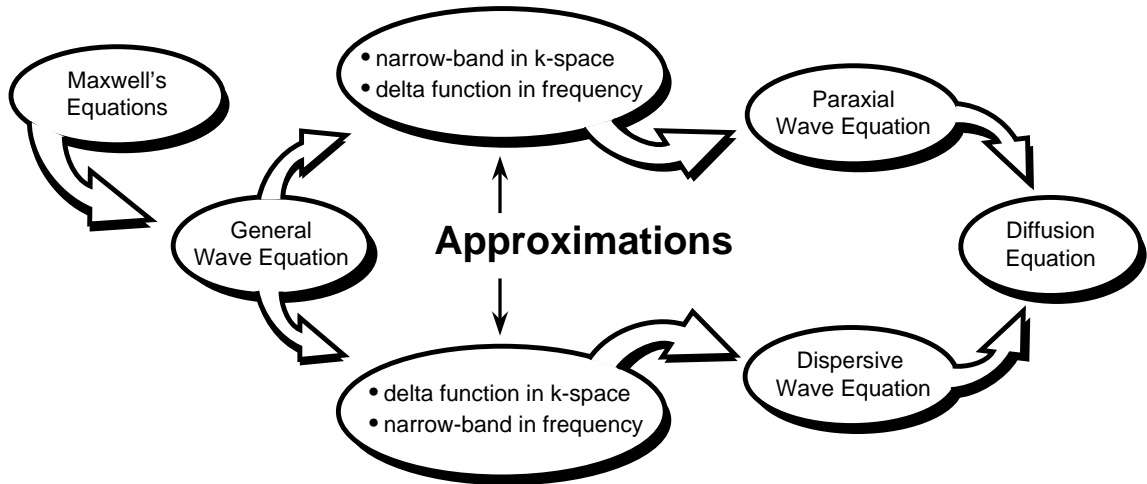 Maxwell's
Equations
General
Wave Equation
• narrow-band in k-space
• delta function in frequency
Approximations
• delta function in k-space
• narrow-band in frequency
Paraxial
Wave Equation
Dispersive
Wave Equation
Diffusion
Equation